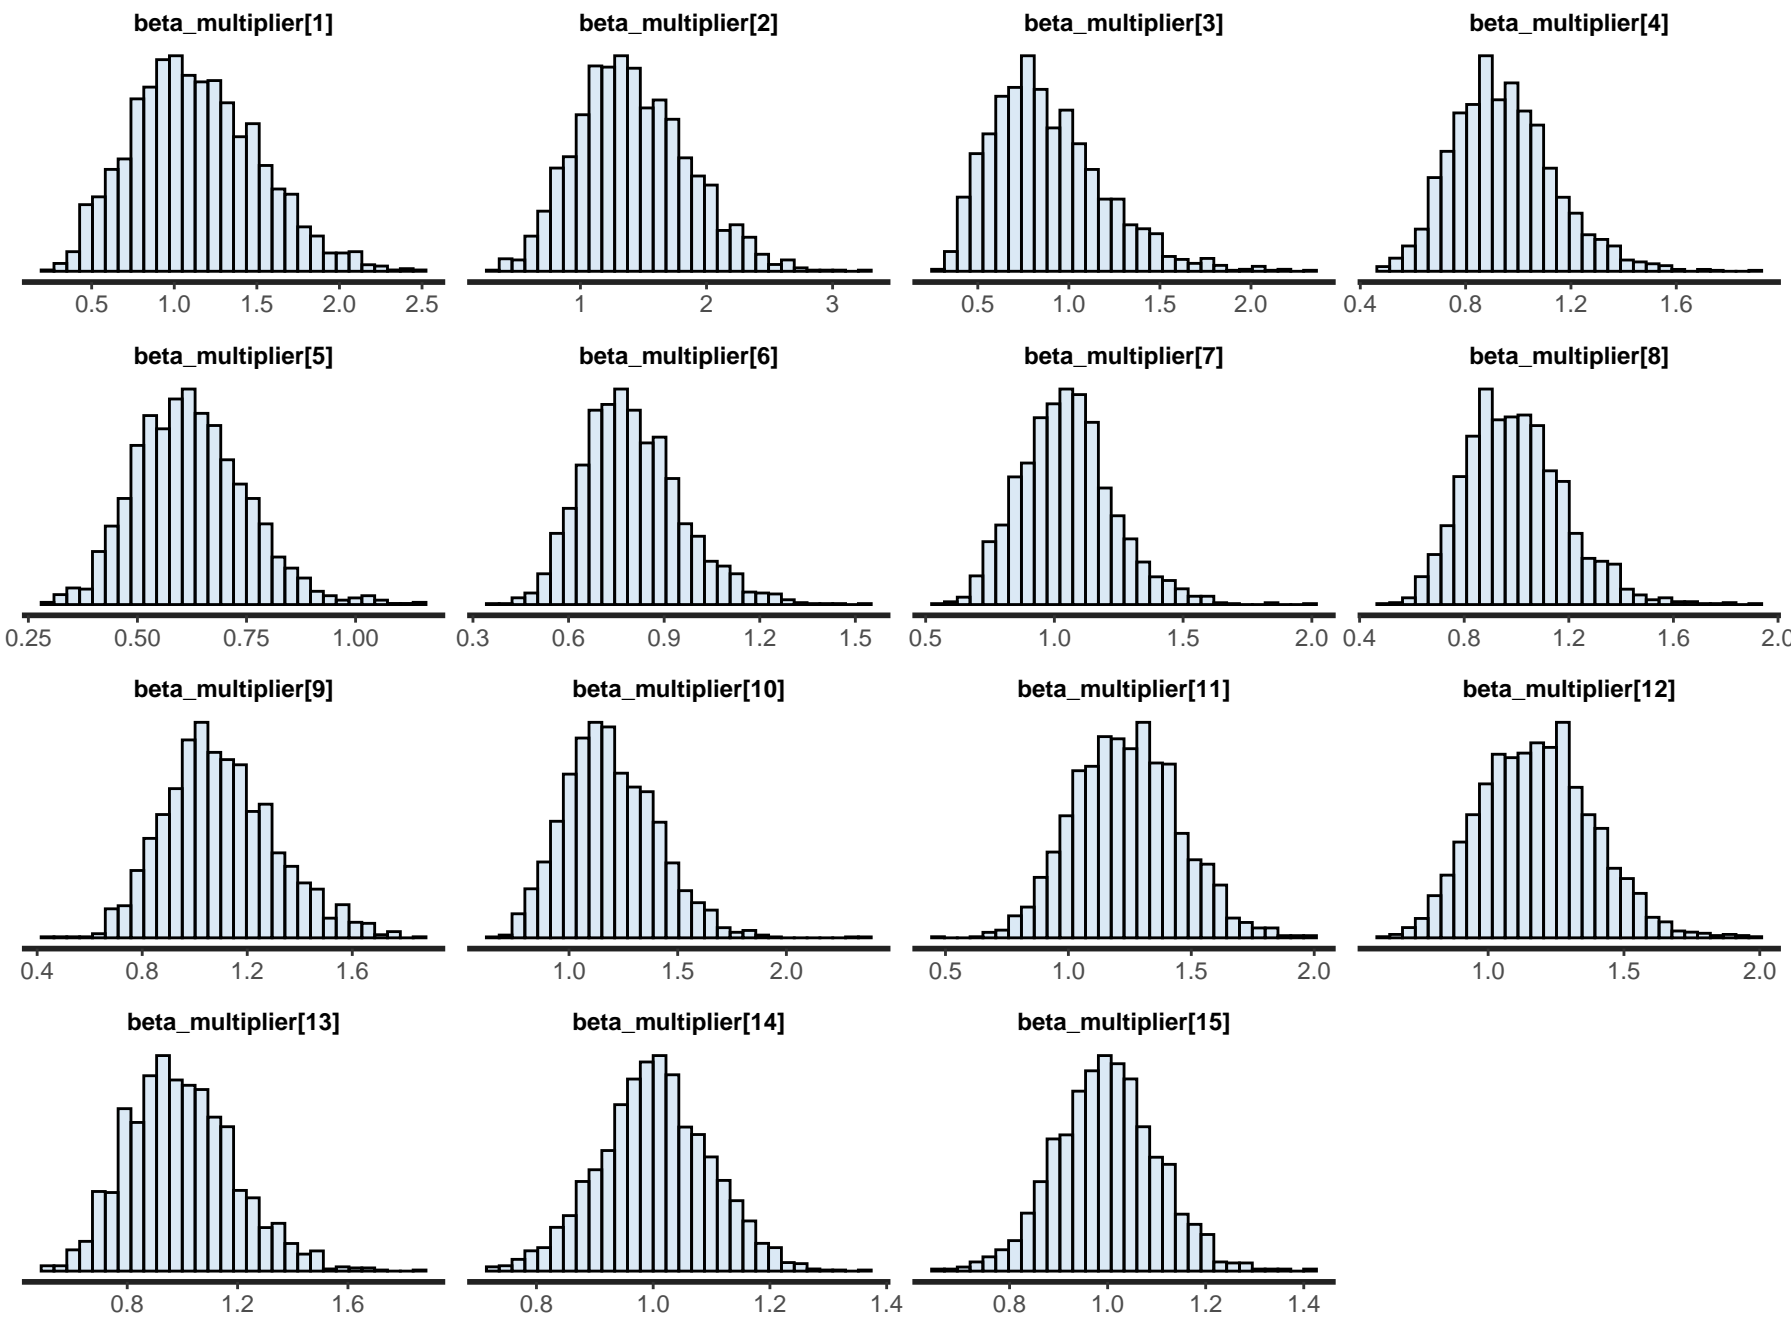 beta_multiplier[1] beta_multiplier[2] beta_multiplier[3] beta_multiplier[4]
0.5 1.0 1.5 2.0 2.5 1 2 3 0.5 1.0 1.5 2.0 0.4 0.8 1.2 1.6
beta_multiplier[5] beta_multiplier[6] beta_multiplier[7] beta_multiplier[8]
0.25 0.50 0.75 1.00 0.3 0.6 0.9 1.2 1.5 0.5 1.0 1.5 2.0 0.4 0.8 1.2 1.6 2.0
beta_multiplier[9] beta_multiplier[10] beta_multiplier[11] beta_multiplier[12]
0.4 0.8 1.2 1.6 1.0 1.5 2.0 0.5 1.0 1.5 2.0 1.0 1.5 2.0
beta_multiplier[13] beta_multiplier[14] beta_multiplier[15]
0.8 1.2 1.6 0.8 1.0 1.2 1.4 0.8 1.0 1.2 1.4